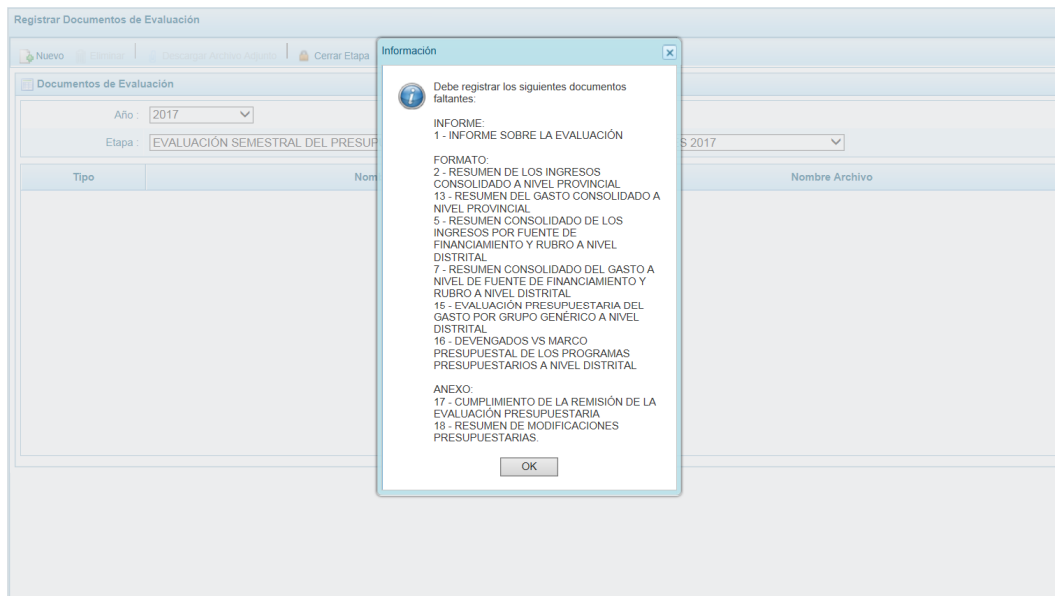 Registrar Documentos de Evaluación
Nuevo Eliminar Descargar Archivo Adjunto Cerrar Etapa
Información
Documentos de Evaluación
Año : 2017
Etapa : EVALUACIÓN SEMESTRAL DEL PRESUP
S 2017
Tipo
Nom
Nombre Archivo
Debe registrar los siguientes documentos
faltantes:
INFORME:
1 - INFORME SOBRE LA EVALUACIÓN
FORMATO:
2 - RESUMEN DE LOS INGRESOS
CONSOLIDADO A NIVEL PROVINCIAL
13 - RESUMEN DEL GASTO CONSOLIDADO A
NIVEL PROVINCIAL
5 - RESUMEN CONSOLIDADO DE LOS
INGRESOS POR FUENTE DE
FINANCIAMIENTO Y RUBRO A NIVEL
DISTRITAL
7 - RESUMEN CONSOLIDADO DEL GASTO A
NIVEL DE FUENTE DE FINANCIAMIENTO Y
RUBRO A NIVEL DISTRITAL
15 - EVALUACIÓN PRESUPUESTARIA DEL
GASTO POR GRUPO GENÉRICO A NIVEL
DISTRITAL
16 - DEVENGADOS VS MARCO
PRESUPUESTAL DE LOS PROGRAMAS
PRESUPUESTARIOS A NIVEL DISTRITAL
ANEXO:
17 - CUMPLIMIENTO DE LA REMISIÓN DE LA
EVALUACIÓN PRESUPUESTARIA
18 - RESUMEN DE MODIFICACIONES
PRESUPUESTARIAS.
OK